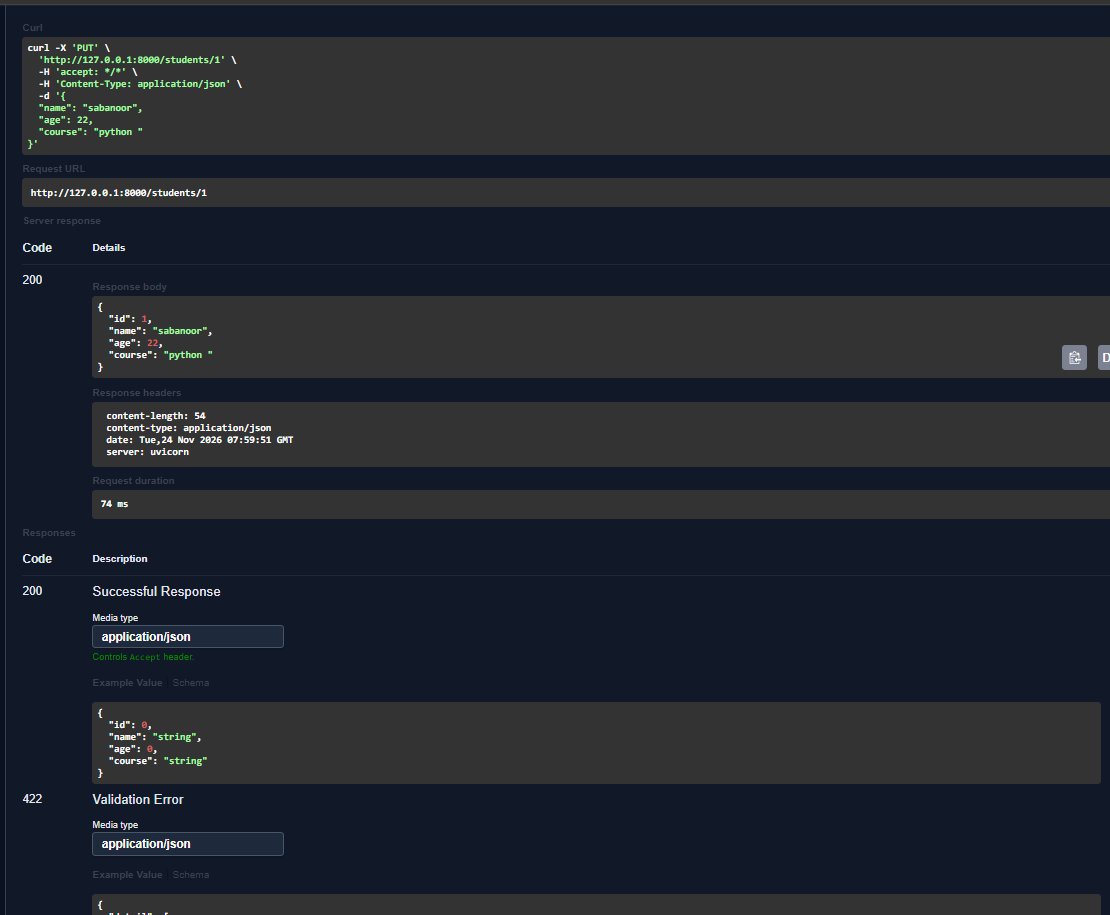 Curl
curl -X 'PUT' \
'http://127.0.0.1:8000/students/1' \
-H 'accept: */*' \
-H 'Content-Type: application/json' \
-d '{
"name": "sabanoor",
"age": 22,
"course": "python "
}'
Request URL
http://127.0.0.1:8000/students/1
Server response
Code Details
200
Response body
{
"id": 1,
"name": "sabanoor",
"age": 22,
"course": "python "
}
D
Response headers
content-length: 54
content-type: application/json
date: Tue,24 Nov 2026 07:59:51 GMT
server: uvicorn
Request duration
74 ms
Responses
Code Description
200 Successful Response
Media type
application/json
Controls Accept header.
Example Value Schema
{
"id": 0,
"name": "string",
"age": 0,
"course": "string"
}
422 Validation Error
Media type
application/json
Example Value Schema
{